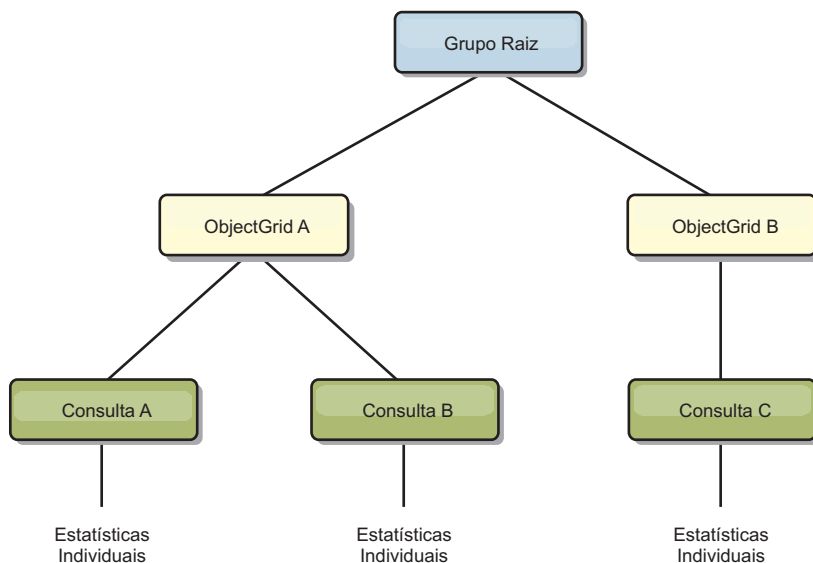 Grupo Raiz
ObjectGrid A
ObjectGrid B
Consulta A
Consulta B
Consulta C
Estatísticas
Individuais
Estatísticas
Individuais
Estatísticas
Individuais